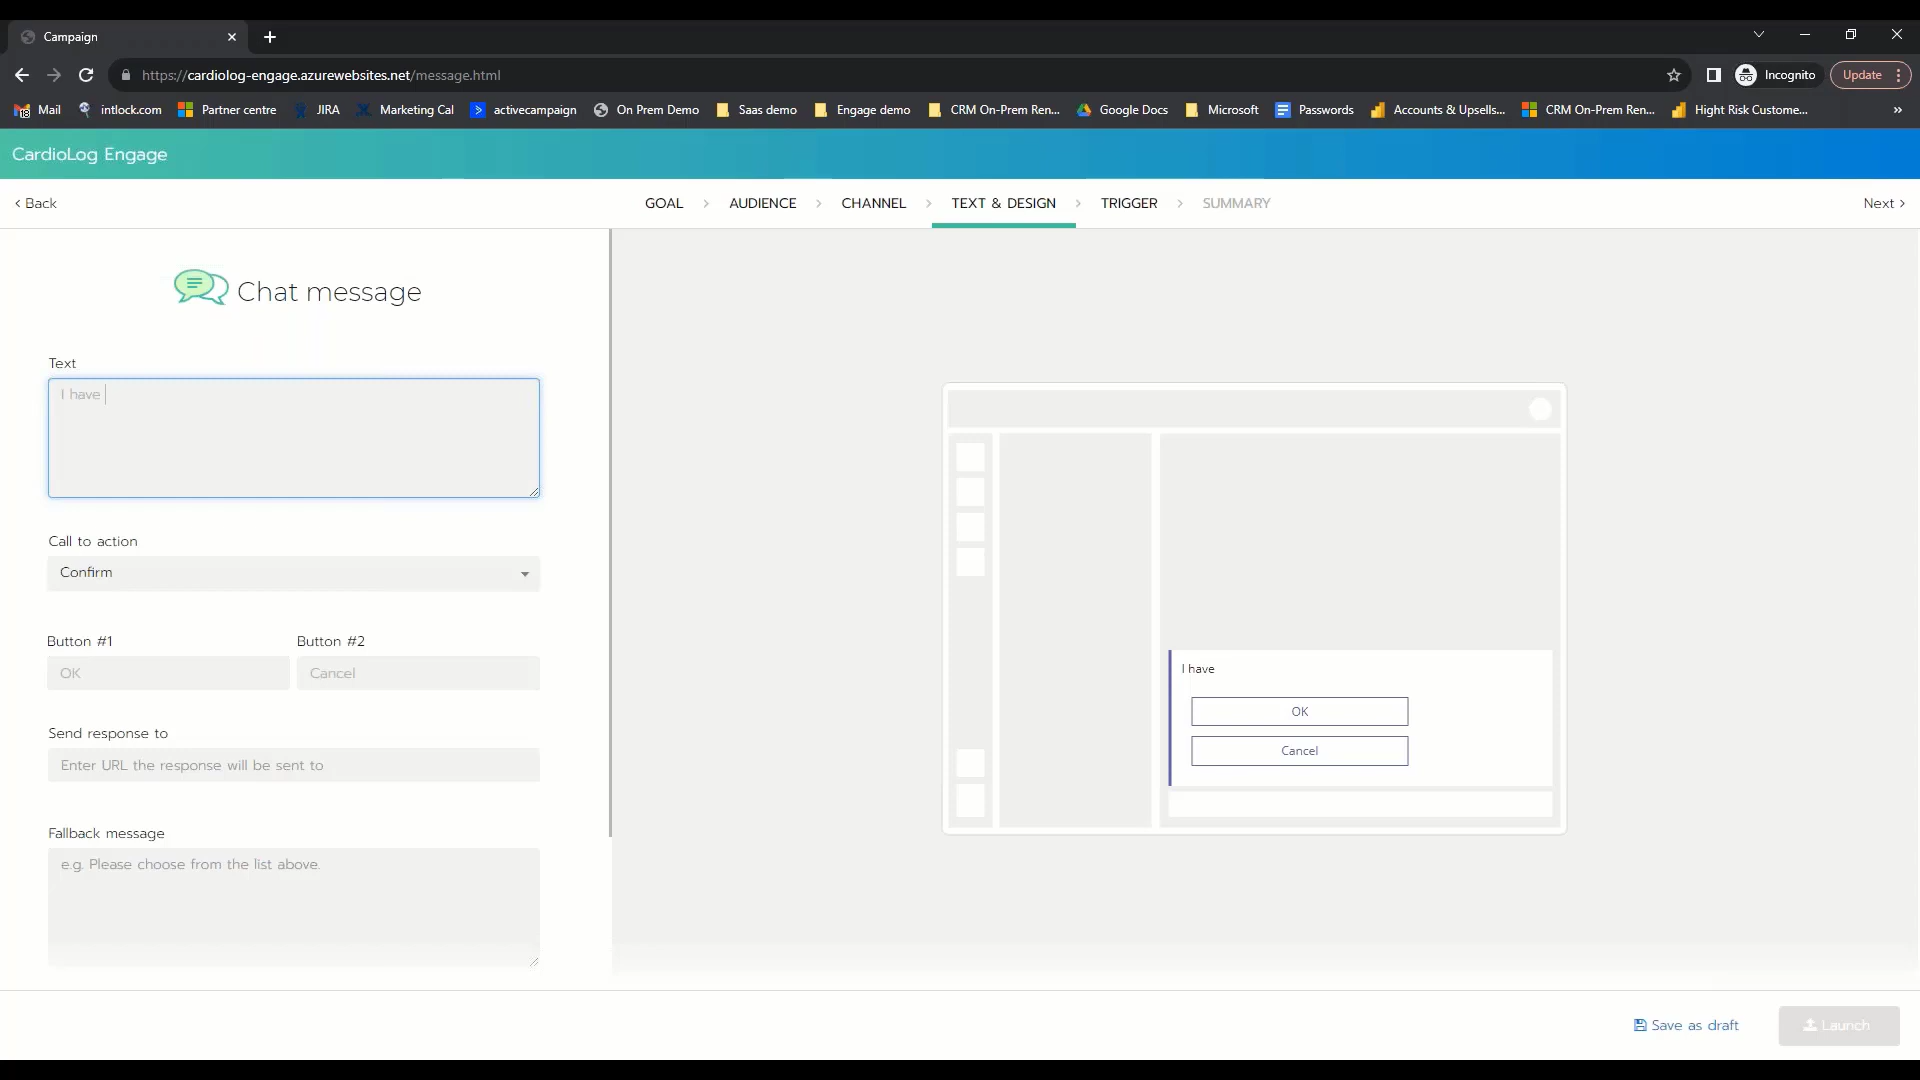 Campaign
https://cardiolog-engage.azurewebsites.net/message.html
Incognito
Update
Mail
intlock.com
Partner centre
JIRA
Marketing Cal
activecampaign
On Prem Demo
Saas demo
Engage demo
CRM On-Prem Ren...
Google Docs
Microsoft
Passwords
Accounts & Upsells...
CRM On-Prem Ren...
Hight Risk Custome...
»
CardioLog Engage
< Back
GOAL > AUDIENCE > CHANNEL > TEXT & DESIGN > TRIGGER > SUMMARY
Next >
Chat message
Text
I have
Call to action
Confirm
Button #1
Button #2
OK
Cancel
Send response to
Enter URL the response will be sent to
Fallback message
e.g. Please choose from the list above.
I have
OK
Cancel
Save as draft
Launch